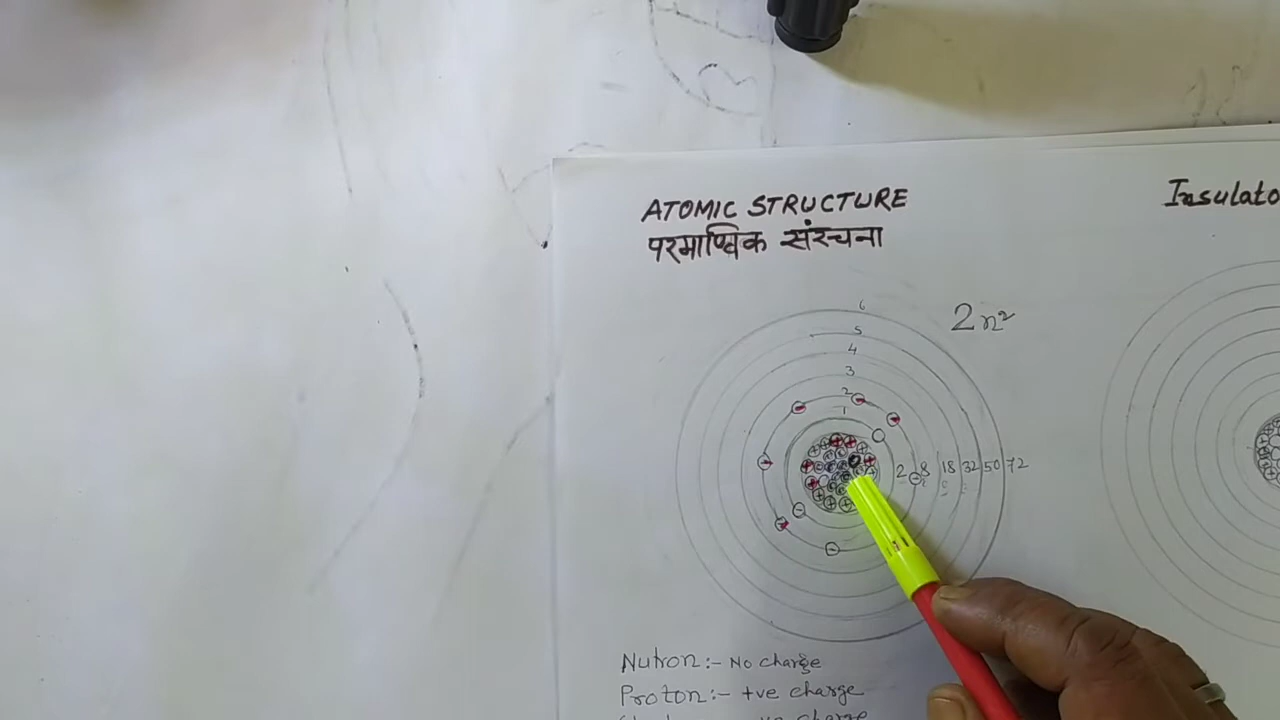 ATOMIC STRUCTURE
परमाण्विक संरचना
Insulato
2n²
6
5
4
3
2
1
2 8 18 32 50 72
Nutron:- No charge
Proton:- +ve charge